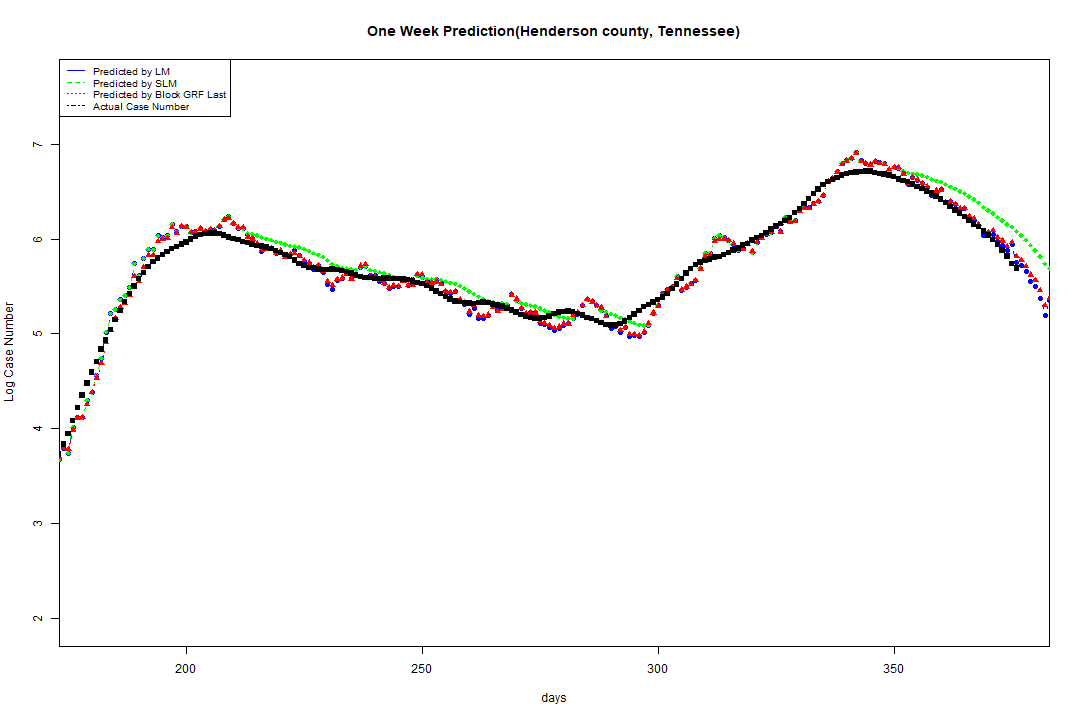 One Week Prediction(Henderson county, Tennessee)
Predicted by LM
Predicted by SLM
Predicted by Block GRF Last
Actual Case Number
7
6
5
4
3
2
Log Case Number
200 250 300 350
days